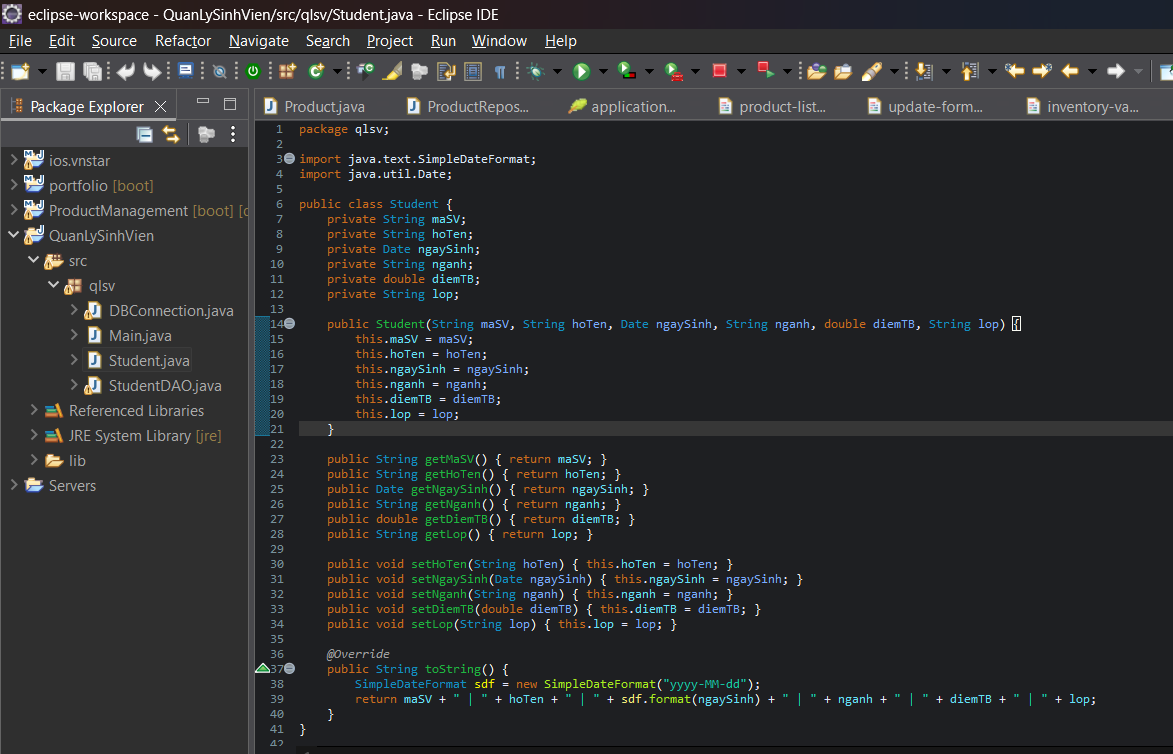 eclipse-workspace - QuanLySinhVien/src/qlsv/Student.java - Eclipse IDE
File Edit Source Refactor Navigate Search Project Run Window Help
Package Explorer
Product.java ProductRepos... application... product-list... update-form... inventory-va...
ios.vnstar
portfolio [boot]
ProductManagement [boot]
QuanLySinhVien
src
qlsv
DBConnection.java
Main.java
Student.java
StudentDAO.java
Referenced Libraries
JRE System Library [jre]
lib
Servers
1 package qlsv;
2
3 import java.text.SimpleDateFormat;
4 import java.util.Date;
5
6 public class Student {
7     private String maSV;
8     private String hoTen;
9     private Date ngaySinh;
10     private String nganh;
11     private double diemTB;
12     private String lop;
13
14     public Student(String maSV, String hoTen, Date ngaySinh, String nganh, double diemTB, String lop) {
15         this.maSV = maSV;
16         this.hoTen = hoTen;
17         this.ngaySinh = ngaySinh;
18         this.nganh = nganh;
19         this.diemTB = diemTB;
20         this.lop = lop;
21     }
22
23     public String getMaSV() { return maSV; }
24     public String getHoTen() { return hoTen; }
25     public Date getNgaySinh() { return ngaySinh; }
26     public String getNganh() { return nganh; }
27     public double getDiemTB() { return diemTB; }
28     public String getLop() { return lop; }
29
30     public void setHoTen(String hoTen) { this.hoTen = hoTen; }
31     public void setNgaySinh(Date ngaySinh) { this.ngaySinh = ngaySinh; }
32     public void setNganh(String nganh) { this.nganh = nganh; }
33     public void setDiemTB(double diemTB) { this.diemTB = diemTB; }
34     public void setLop(String lop) { this.lop = lop; }
35
36     @Override
37     public String toString() {
38         SimpleDateFormat sdf = new SimpleDateFormat("yyyy-MM-dd");
39         return maSV + " | " + hoTen + " | " + sdf.format(ngaySinh) + " | " + nganh + " | " + diemTB + " | " + lop;
40     }
41 }
42